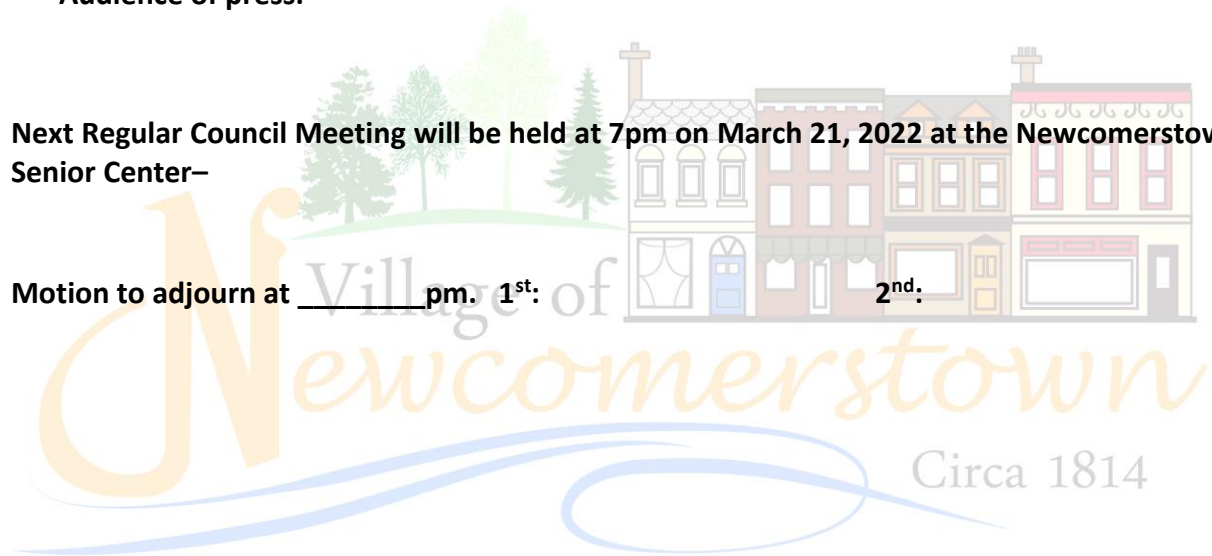 Audience of press:
Next Regular Council Meeting will be held at 7pm on March 21, 2022 at the Newcomerstow
Senior Center–
Motion to adjourn at ________pm. 1st: 2nd:
Village of
Newcomerstown
Circa 1814